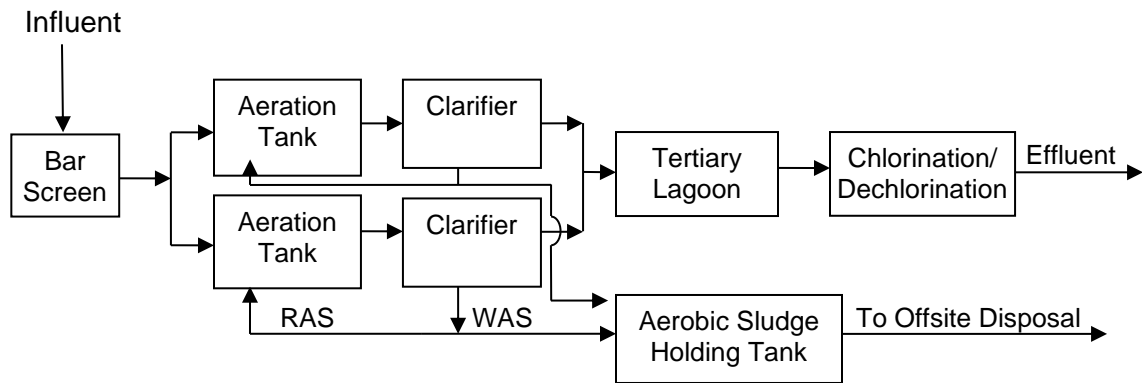 Influent
Bar
Screen
Aeration
Tank
Clarifier
Aeration
Tank
Clarifier
Tertiary
Lagoon
Chlorination/
Dechlorination
Effluent
RAS
WAS
Aerobic Sludge
Holding Tank
To Offsite Disposal